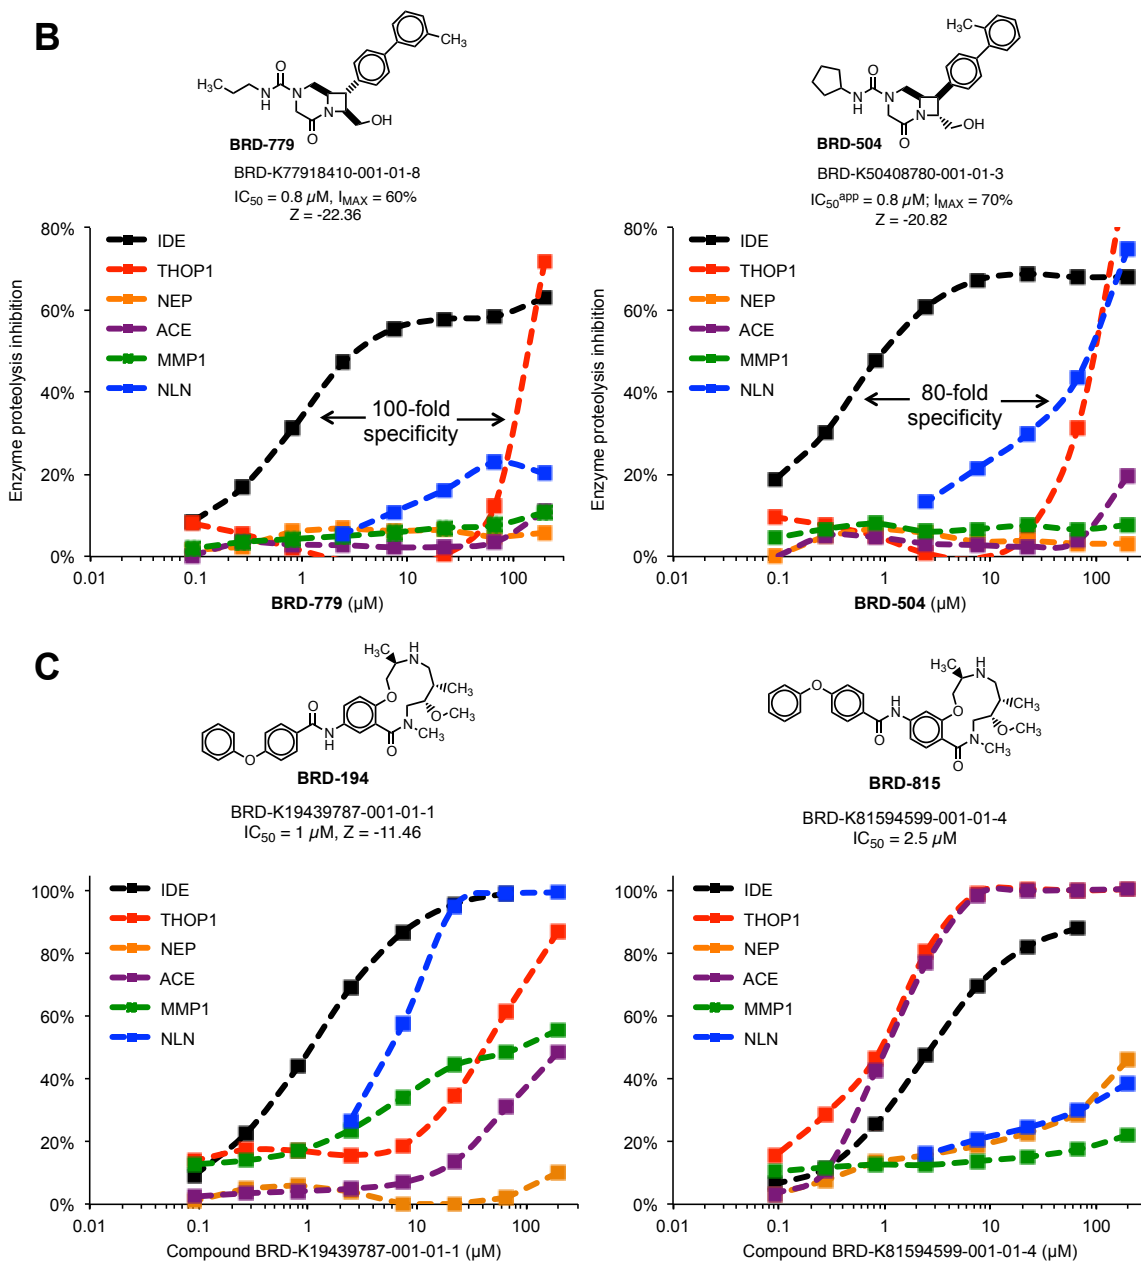 B
CH3
O
H3C
NH
N
N
O
OH
BRD-779
BRD-K77918410-001-01-8
IC50 = 0.8 µM, IMAX = 60%
Z = -22.36
H3C
O
NH
N
N
O
OH
BRD-504
BRD-K50408780-001-01-3
IC50app = 0.8 µM; IMAX = 70%
Z = -20.82
Enzyme proteolysis inhibition
80%
60%
40%
20%
0%
IDE
THOP1
NEP
ACE
MMP1
NLN
100-fold
specificity
0.01
0.1
1
10
100
BRD-779 (µM)
Enzyme proteolysis inhibition
80%
60%
40%
20%
0%
IDE
THOP1
NEP
ACE
MMP1
NLN
80-fold
specificity
0.01
0.1
1
10
100
BRD-504 (µM)
C
H
N
H3C
CH3
O
O
CH3
N
CH3
O
O
N
H
O
BRD-194
BRD-K19439787-001-01-1
IC50 = 1 µM, Z = -11.46
H
N
H3C
CH3
O
O
CH3
N
CH3
O
H
N
O
O
BRD-815
BRD-K81594599-001-01-4
IC50 = 2.5 µM
100%
80%
60%
40%
20%
0%
IDE
THOP1
NEP
ACE
MMP1
NLN
0.01
0.1
1
10
100
Compound BRD-K19439787-001-01-1 (µM)
100%
80%
60%
40%
20%
0%
IDE
THOP1
NEP
ACE
MMP1
NLN
0.01
0.1
1
10
100
Compound BRD-K81594599-001-01-4 (µM)